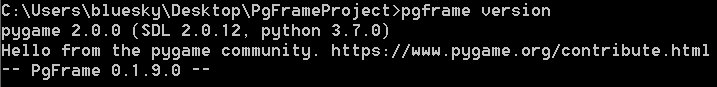 C:\Users\bluesky\Desktop\PgFrameProject>pgframe version
pygame 2.0.0 (SDL 2.0.12, python 3.7.0)
Hello from the pygame community. https://www.pygame.org/contribute.html
-- PgFrame 0.1.9.0 --